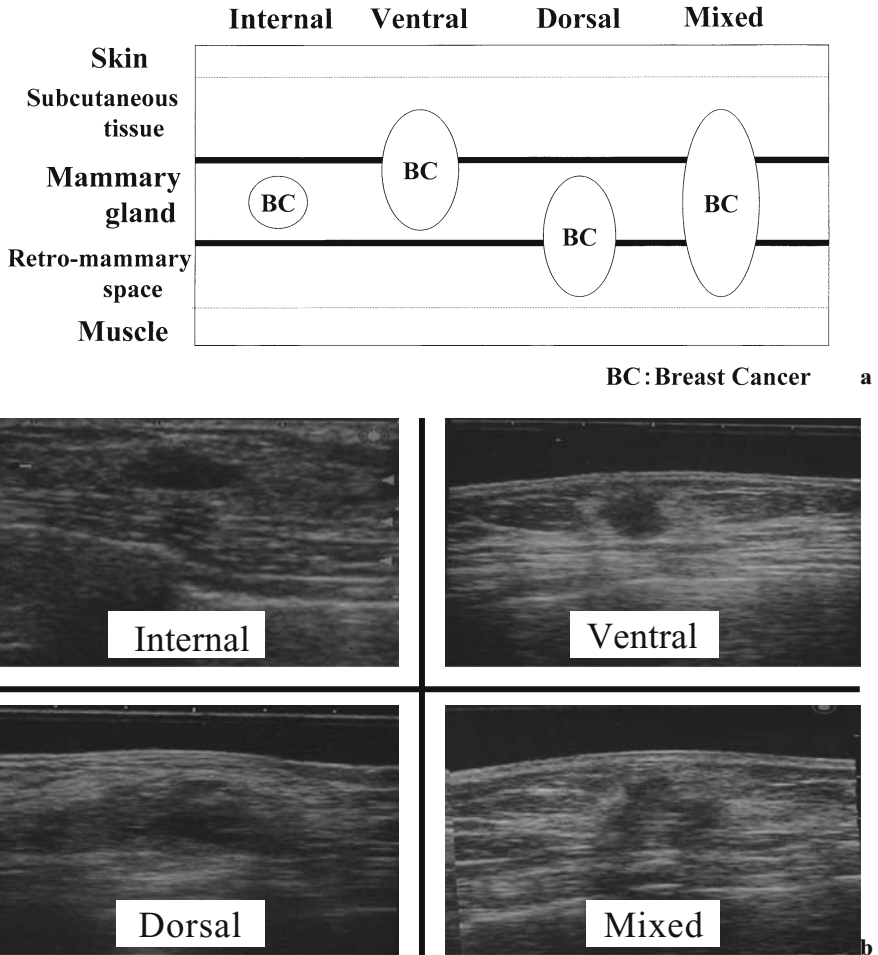 Internal Ventral Dorsal Mixed
Skin
Subcutaneous
tissue
Mammary
gland
Retro-mammary
space
Muscle
BC
BC
BC
BC
BC:Breast Cancer
a
Internal
Ventral
Dorsal
Mixed
b